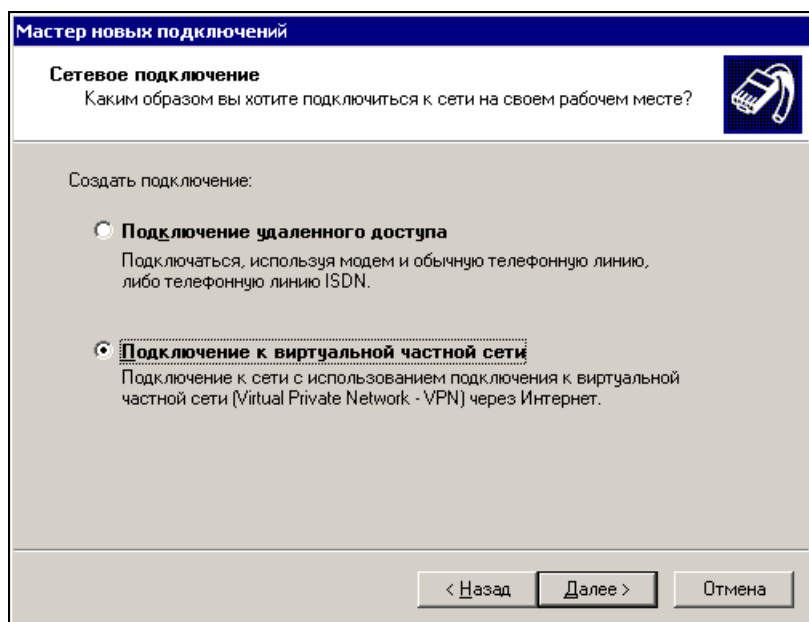 Мастер новых подключений
Сетевое подключение
Каким образом вы хотите подключиться к сети на своем рабочем месте?
Создать подключение:
Подключение удаленного доступа
Подключаться, используя модем и обычную телефонную линию,
либо телефонную линию ISDN.
Подключение к виртуальной частной сети
Подключение к сети с использованием подключения к виртуальной
частной сети (Virtual Private Network - VPN) через Интернет.
< Назад
Далее >
Отмена